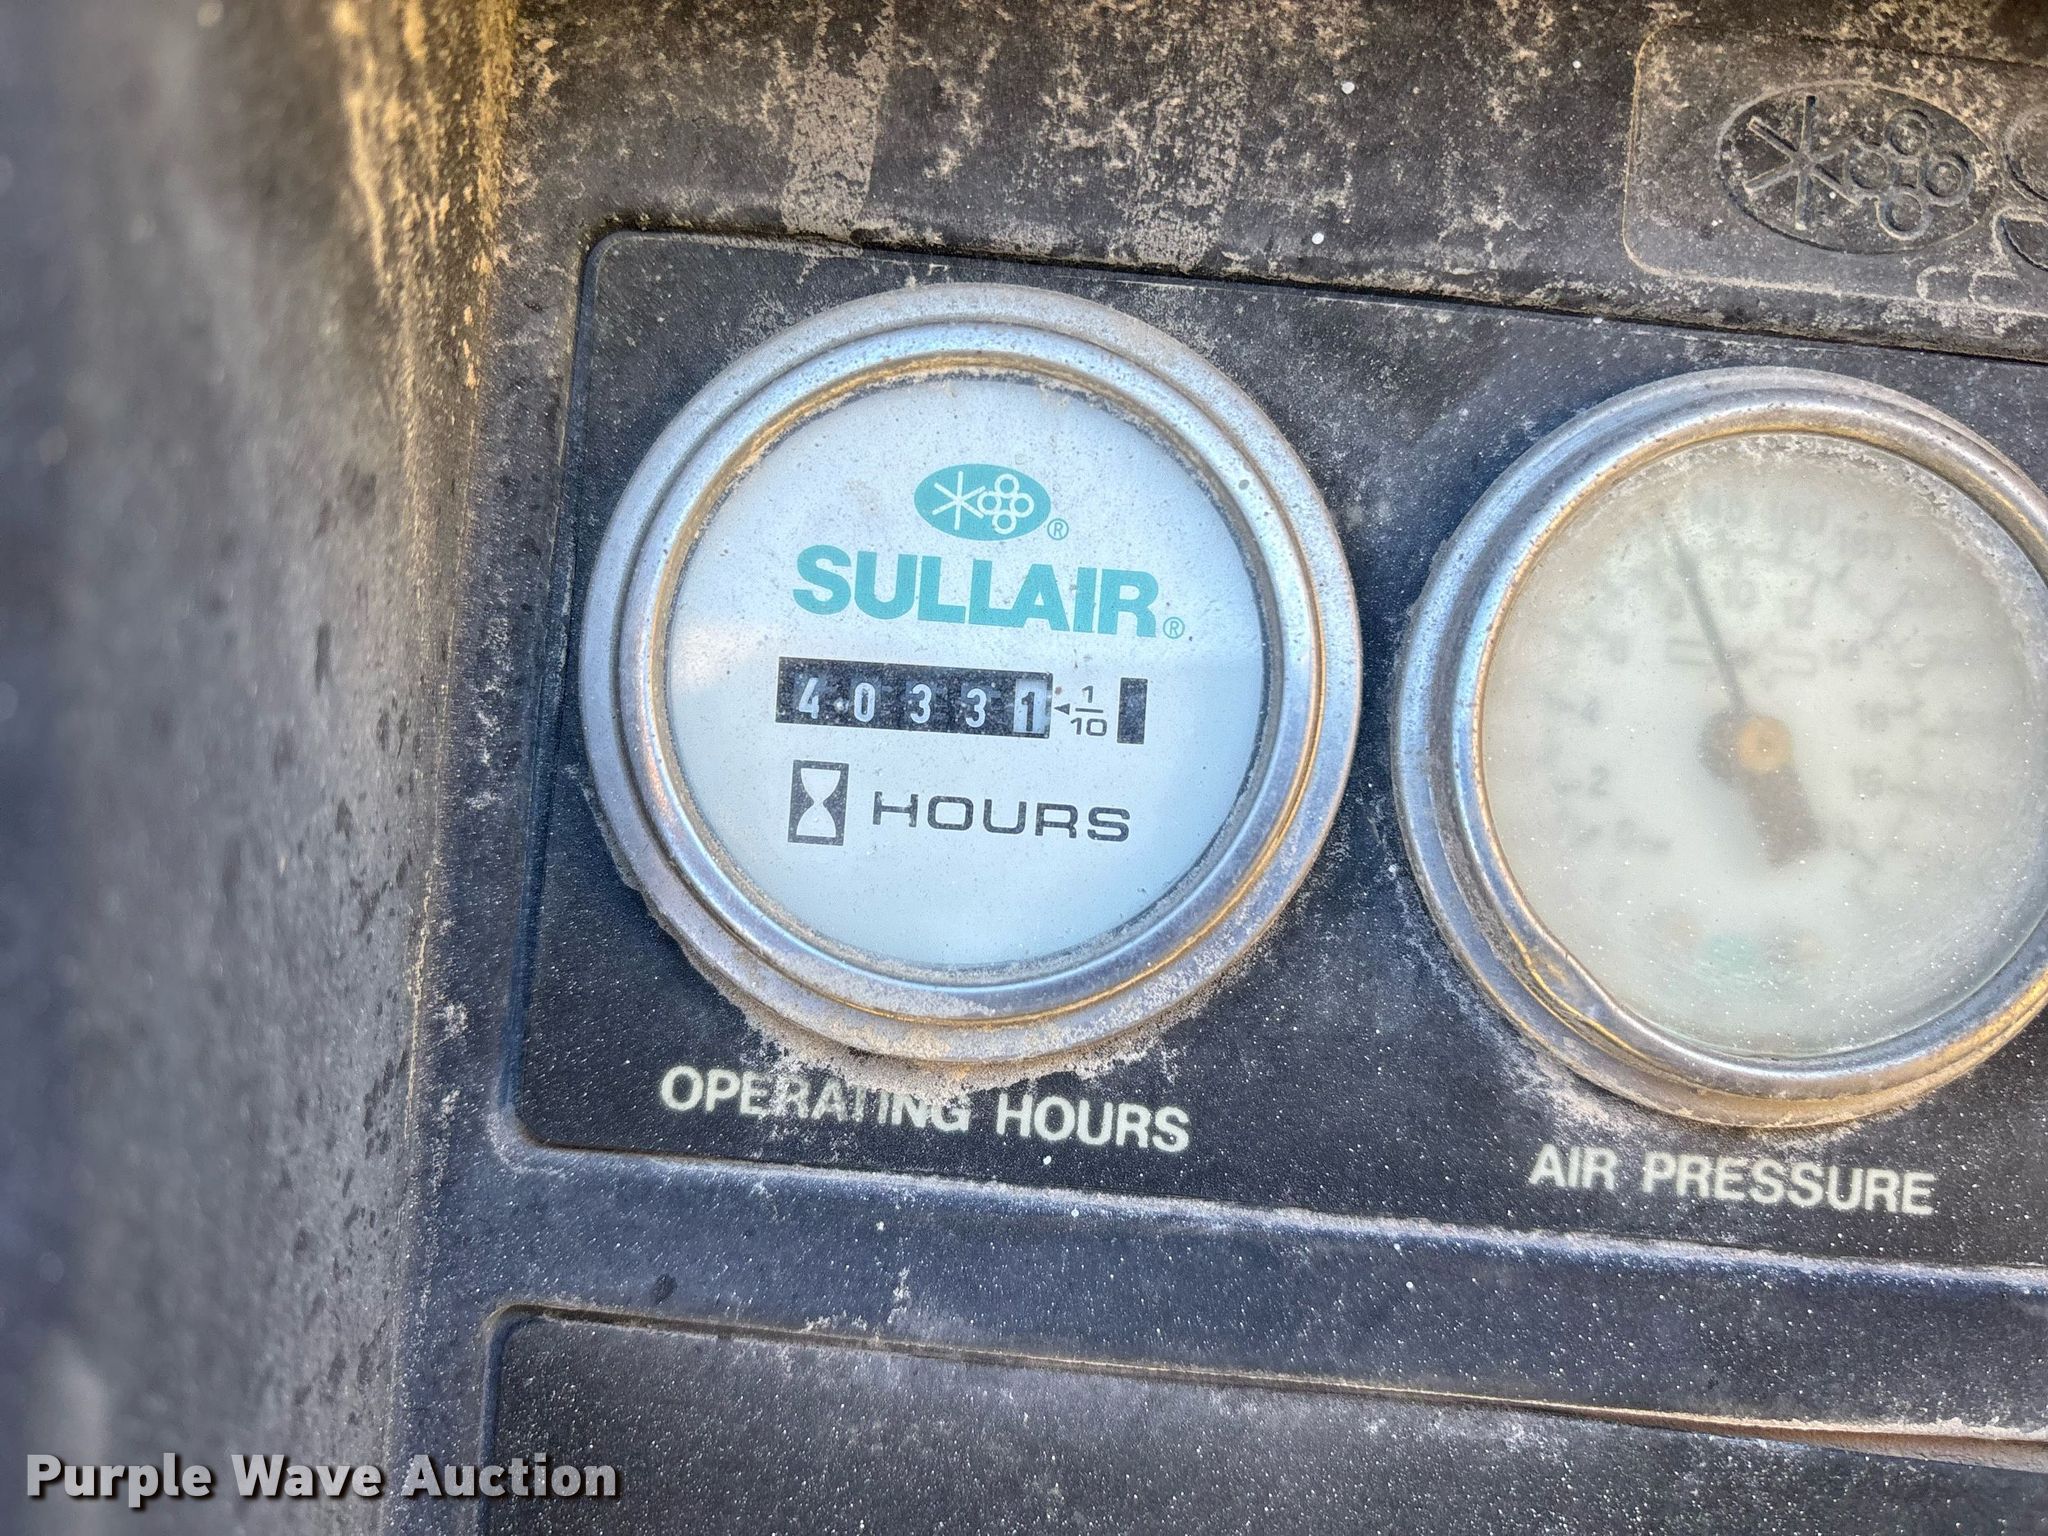 SULLAIR®
40331 ◄ 1/10
HOURS
OPERATING HOURS
AIR PRESSURE
Purple Wave Auction